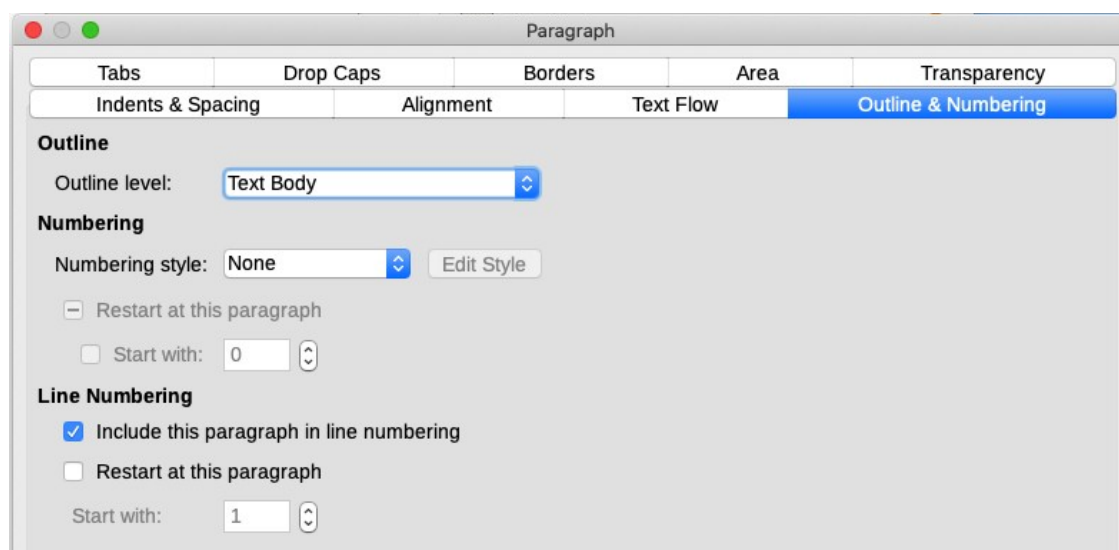 Paragraph
Tabs Drop Caps Borders Area Transparency
Indents & Spacing Alignment Text Flow Outline & Numbering
Outline
Outline level: Text Body
Numbering
Numbering style: None Edit Style
Restart at this paragraph
Start with: 0
Line Numbering
Include this paragraph in line numbering
Restart at this paragraph
Start with: 1